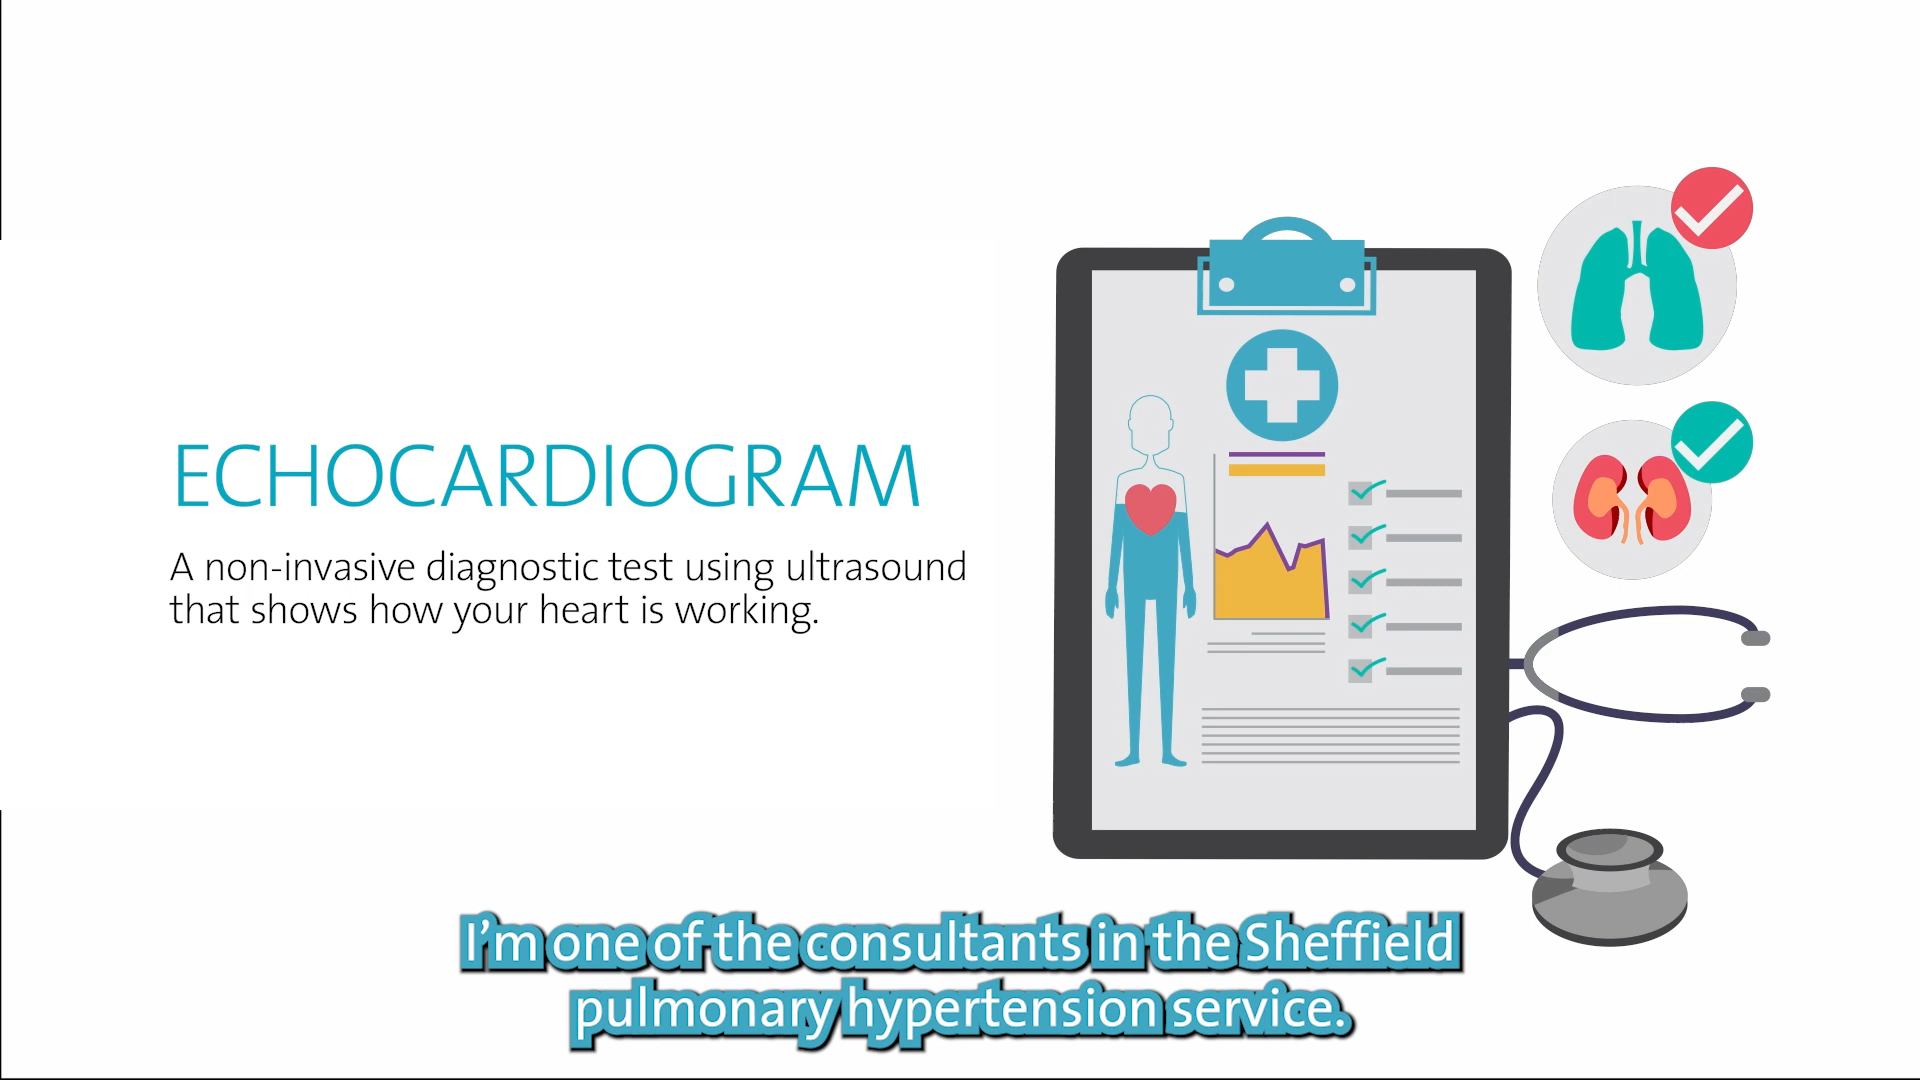 ECHOCARDIOGRAM
A non-invasive diagnostic test using ultrasound
that shows how your heart is working.
I’m one of the consultants in the Sheffield
pulmonary hypertension service.